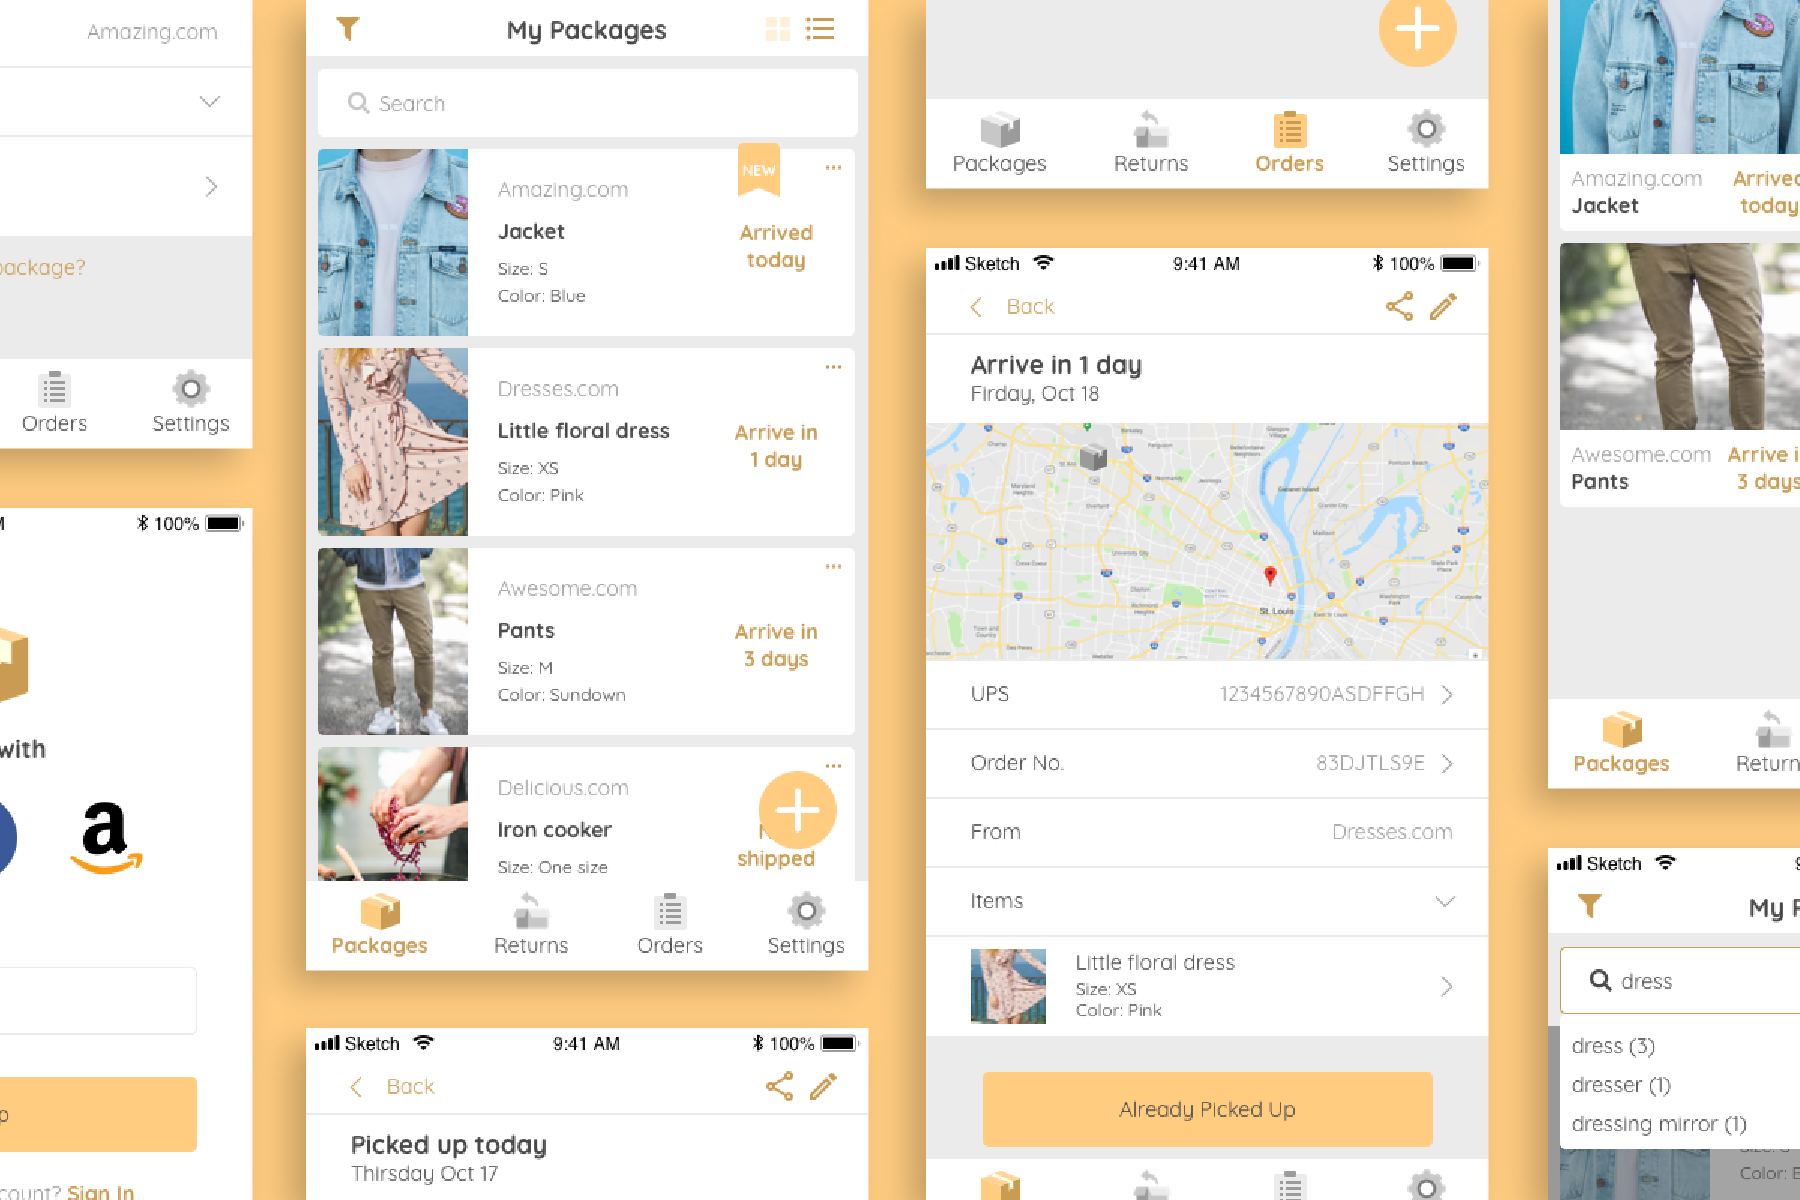 Amazing.com
package?
Orders
Settings
100%
with
a
Sign In
My Packages
Search
NEW
Amazing.com
Jacket
Size: S
Color: Blue
Arrived
today
Dresses.com
Little floral dress
Size: XS
Color: Pink
Arrive in
1 day
Awesome.com
Pants
Size: M
Color: Sundown
Arrive in
3 days
Delicious.com
Iron cooker
Size: One size
shipped
Packages
Returns
Orders
Settings
Sketch
9:41 AM
100%
Back
Picked up today
Thirsday Oct 17
Packages
Returns
Orders
Settings
Sketch
9:41 AM
100%
Back
Arrive in 1 day
Firday, Oct 18
University City
St. Louis
UPS
1234567890ASDFFGH
Order No.
83DJTLS9E
From
Dresses.com
Items
Little floral dress
Size: XS
Color: Pink
Already Picked Up
Amazing.com
Jacket
Arrived
today
Awesome.com
Pants
Arrive
3 days
Packages
Return
Sketch
My P
dress
dress (3)
dresser (1)
dressing mirror (1)
Color: